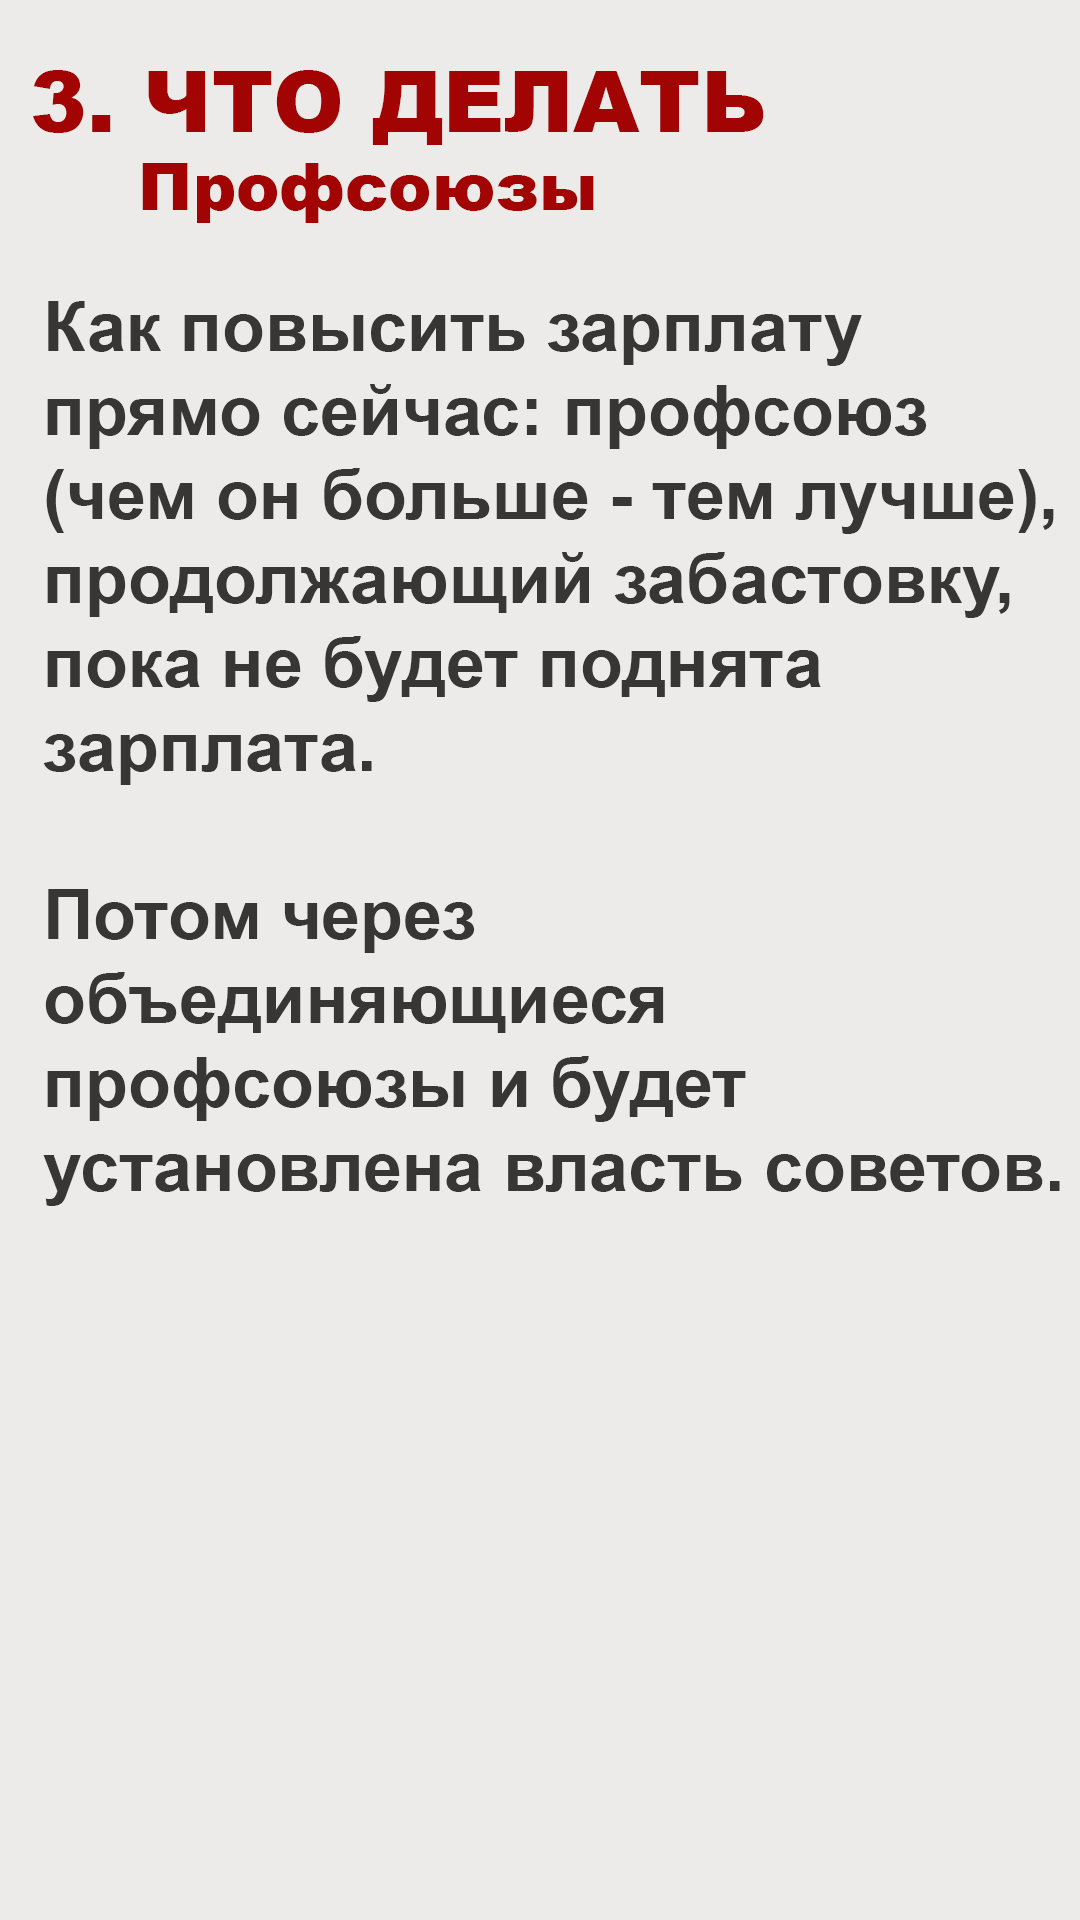 3. ЧТО ДЕЛАТЬ
Профсоюзы
Как повысить зарплату
прямо сейчас: профсоюз
(чем он больше - тем лучше),
продолжающий забастовку,
пока не будет поднята
зарплата.
Потом через
объединяющиеся
профсоюзы и будет
установлена власть советов.